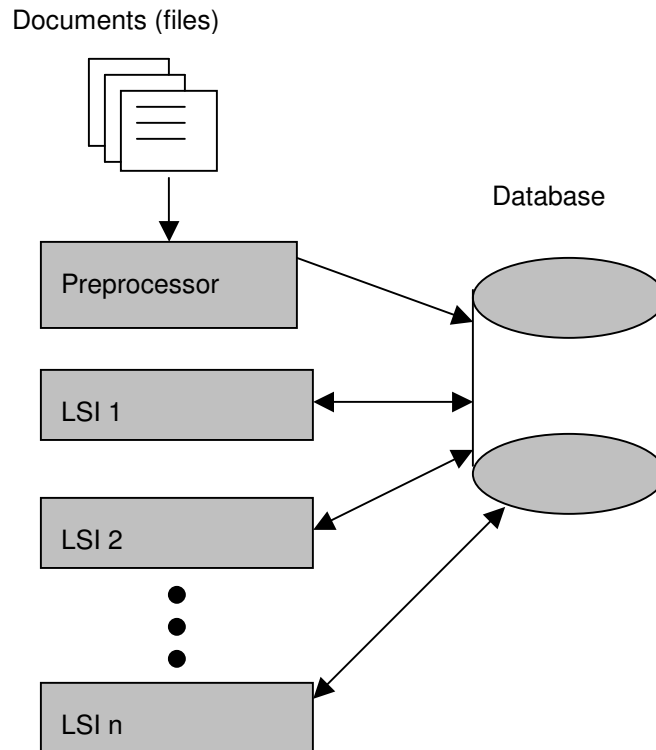 Documents (files)
Database
Preprocessor
LSI 1
LSI 2
LSI n